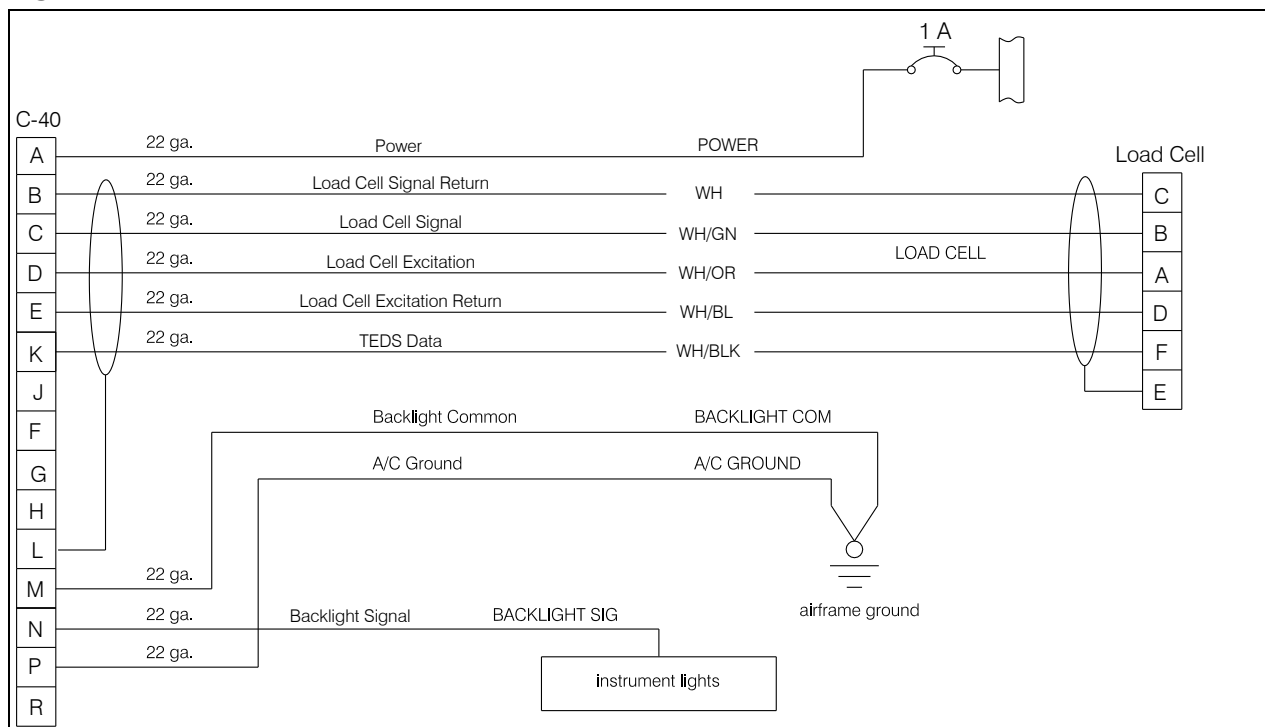 1 A
C-40
A 22 ga. Power POWER
Load Cell
B 22 ga. Load Cell Signal Return WH C
C 22 ga. Load Cell Signal WH/GN B
LOAD CELL
D 22 ga. Load Cell Excitation WH/OR A
E 22 ga. Load Cell Excitation Return WH/BL D
K 22 ga. TEDS Data WH/BLK F
J E
F Backlight Common BACKLIGHT COM
G A/C Ground A/C GROUND
H
L
M 22 ga.
airframe ground
N 22 ga. Backlight Signal BACKLIGHT SIG
P 22 ga.
instrument lights
R